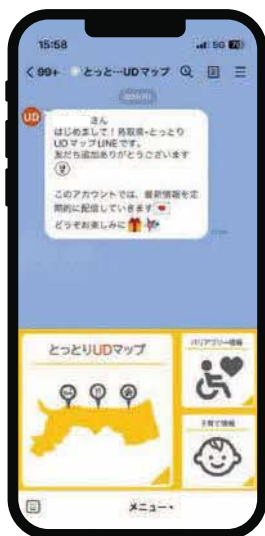 15:58
5G
< 99+ とっと…UDマップ
UD
さん
はじめまして!鳥取県-とっとり
UDマップLINEです。
友だち追加ありがとうございます
このアカウントでは、最新情報を定
期的に配信していきます
どうぞお楽しみに
とっとりUDマップ
バリアフリー情報
子育て情報
メニュー